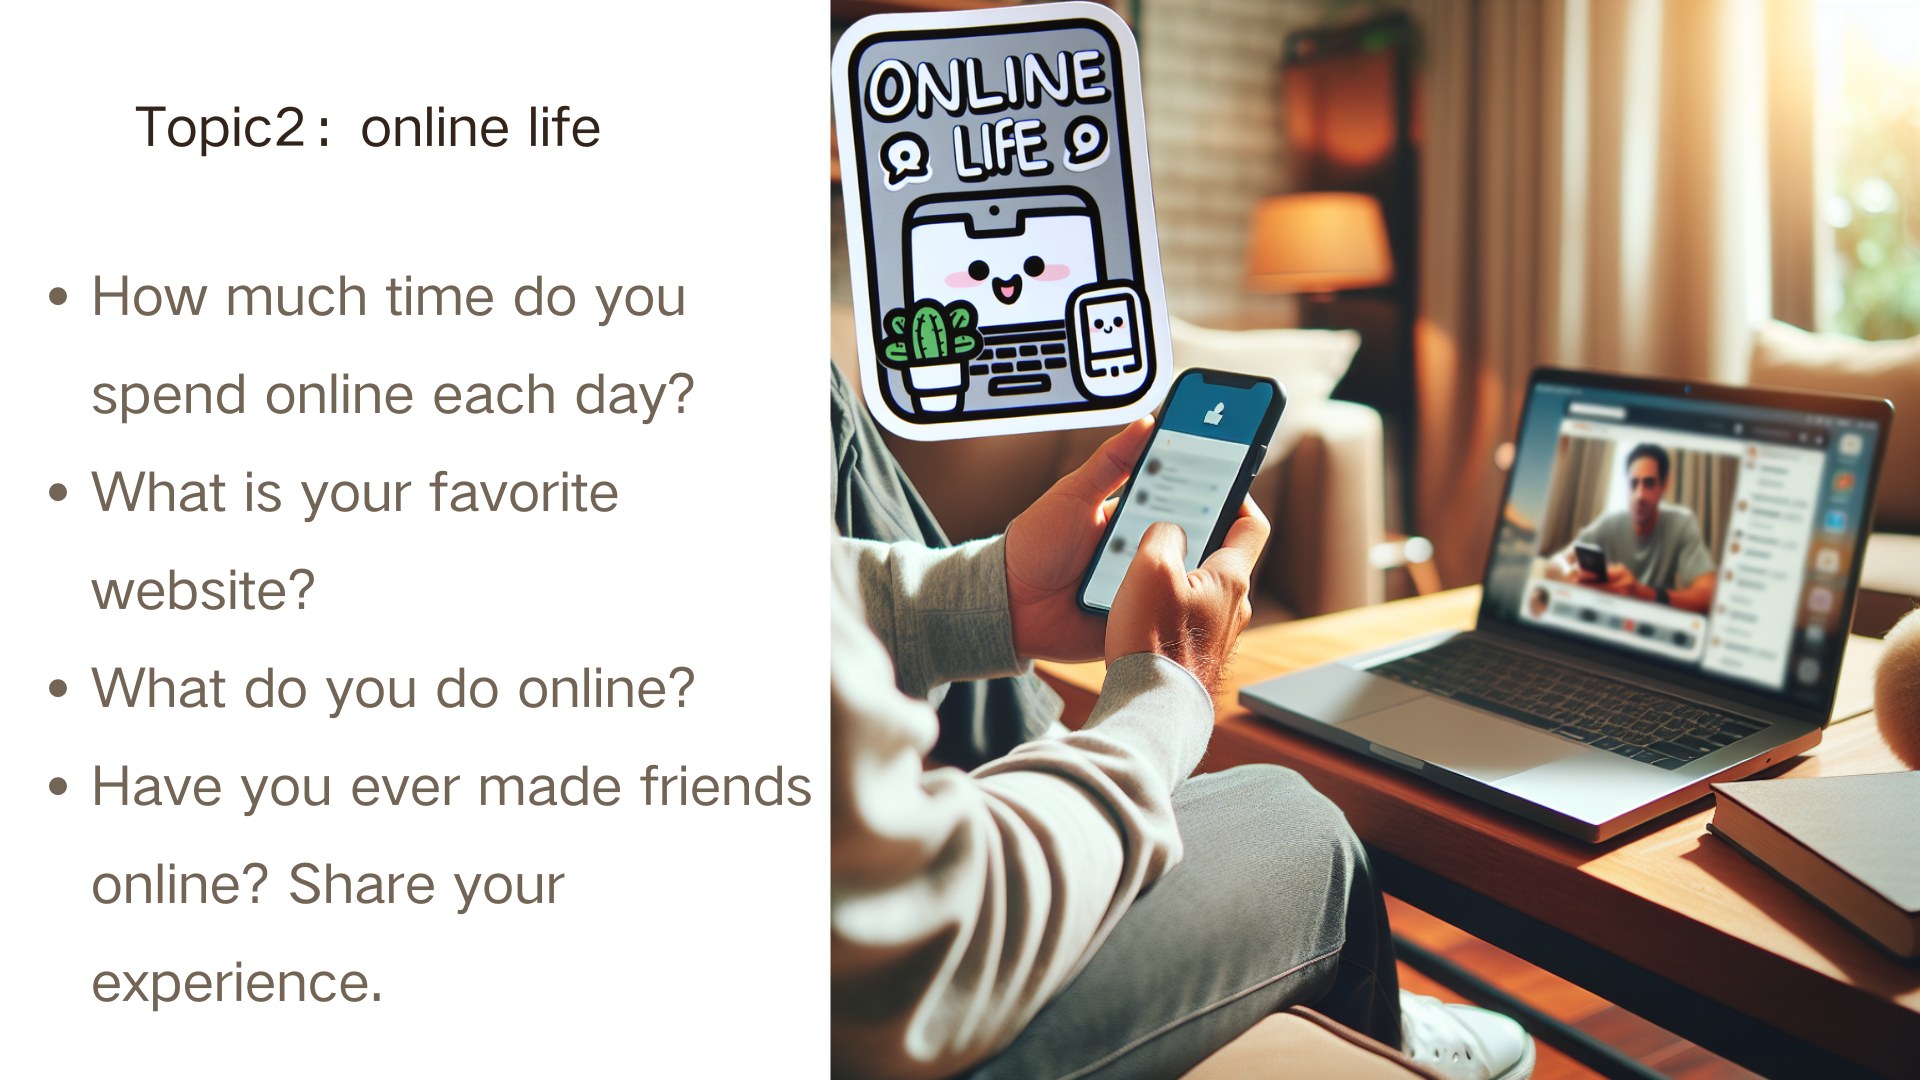 Topic2: online life
• How much time do you
spend online each day?
• What is your favorite
website?
• What do you do online?
• Have you ever made friends
online? Share your
experience.
ONLINE
LIFE